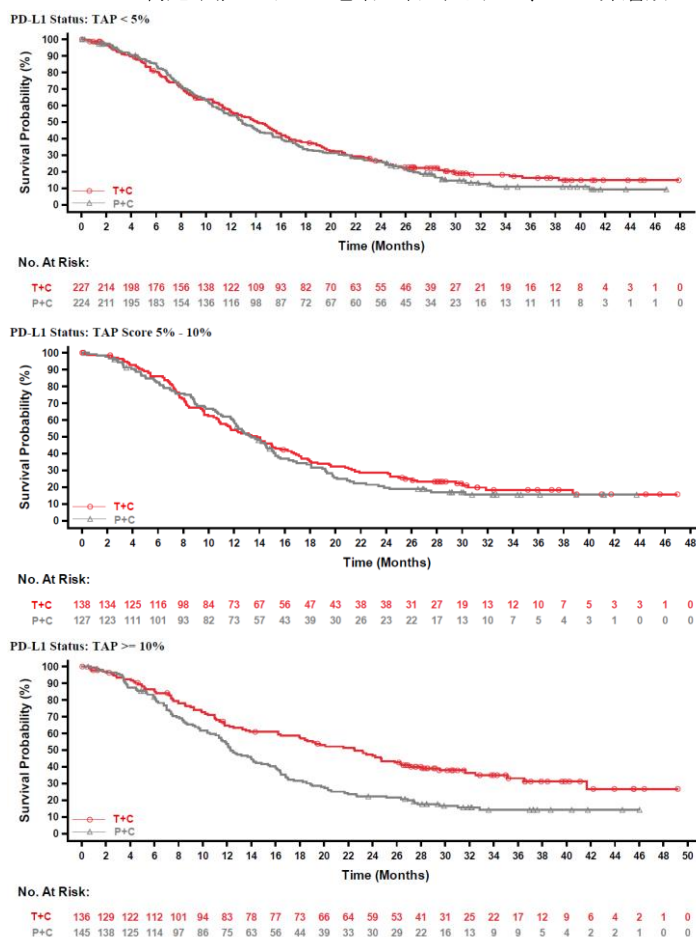 PD-L1 Status: TAP < 5%
Survival Probability (%)
100
90
80
70
60
50
40
30
20
10
0
T+C
P+C
0 2 4 6 8 10 12 14 16 18 20 22 24 26 28 30 32 34 36 38 40 42 44 46 48
Time (Months)
No. At Risk:
T+C 227 214 198 176 156 138 122 109 93 82 70 63 55 46 39 27 21 19 16 12 8 4 3 1 0
P+C 224 211 195 183 154 136 116 98 87 72 67 60 56 45 34 23 16 13 11 11 8 3 1 1 0
PD-L1 Status: TAP Score 5% - 10%
Survival Probability (%)
100
90
80
70
60
50
40
30
20
10
0
T+C
P+C
0 2 4 6 8 10 12 14 16 18 20 22 24 26 28 30 32 34 36 38 40 42 44 46 48
Time (Months)
No. At Risk:
T+C 138 134 125 116 98 84 73 67 56 47 43 38 38 31 27 19 13 12 10 7 5 3 3 1 0
P+C 127 123 111 101 93 82 73 57 43 39 30 26 23 22 17 13 10 7 5 4 3 1 0 0 0
PD-L1 Status: TAP >= 10%
Survival Probability (%)
100
90
80
70
60
50
40
30
20
10
0
T+C
P+C
0 2 4 6 8 10 12 14 16 18 20 22 24 26 28 30 32 34 36 38 40 42 44 46 48 50
Time (Months)
No. At Risk:
T+C 136 129 122 112 101 94 83 78 77 73 66 64 59 53 41 31 25 22 17 12 9 6 4 2 1 0
P+C 145 138 125 114 97 86 75 63 56 44 39 33 30 29 22 16 13 9 9 5 4 2 2 1 0 0